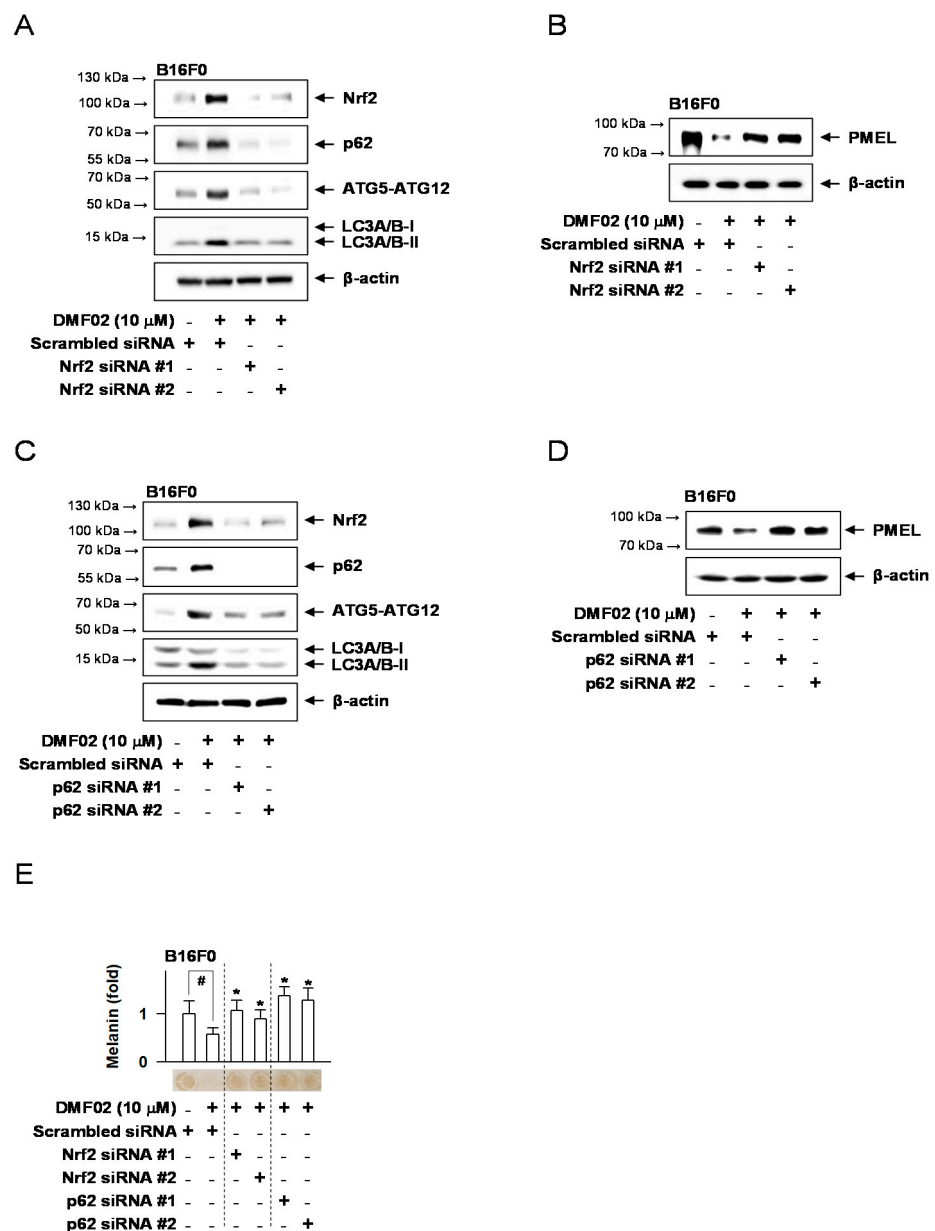 A
B16F0
130 kDa →
100 kDa →
← Nrf2
70 kDa →
55 kDa →
← p62
70 kDa →
50 kDa →
← ATG5-ATG12
15 kDa →
← LC3A/B-I
← LC3A/B-II
← β-actin
DMF02 (10 μM) - + + +
Scrambled siRNA + + - -
Nrf2 siRNA #1 - - + -
Nrf2 siRNA #2 - - - +
B
B16F0
100 kDa →
70 kDa →
← PMEL
← β-actin
DMF02 (10 μM) - + + +
Scrambled siRNA + + - -
Nrf2 siRNA #1 - - + -
Nrf2 siRNA #2 - - - +
C
B16F0
130 kDa →
100 kDa →
← Nrf2
70 kDa →
55 kDa →
← p62
70 kDa →
50 kDa →
← ATG5-ATG12
15 kDa →
← LC3A/B-I
← LC3A/B-II
← β-actin
DMF02 (10 μM) - + + +
Scrambled siRNA + + - -
p62 siRNA #1 - - + -
p62 siRNA #2 - - - +
D
B16F0
100 kDa →
70 kDa →
← PMEL
← β-actin
DMF02 (10 μM) - + + +
Scrambled siRNA + + - -
p62 siRNA #1 - - + -
p62 siRNA #2 - - - +
E
B16F0
Melanin (fold)
1
0
# * * * *
DMF02 (10 μM) - + + + + +
Scrambled siRNA + + - - - -
Nrf2 siRNA #1 - - + - - -
Nrf2 siRNA #2 - - - + - -
p62 siRNA #1 - - - - + -
p62 siRNA #2 - - - - - +